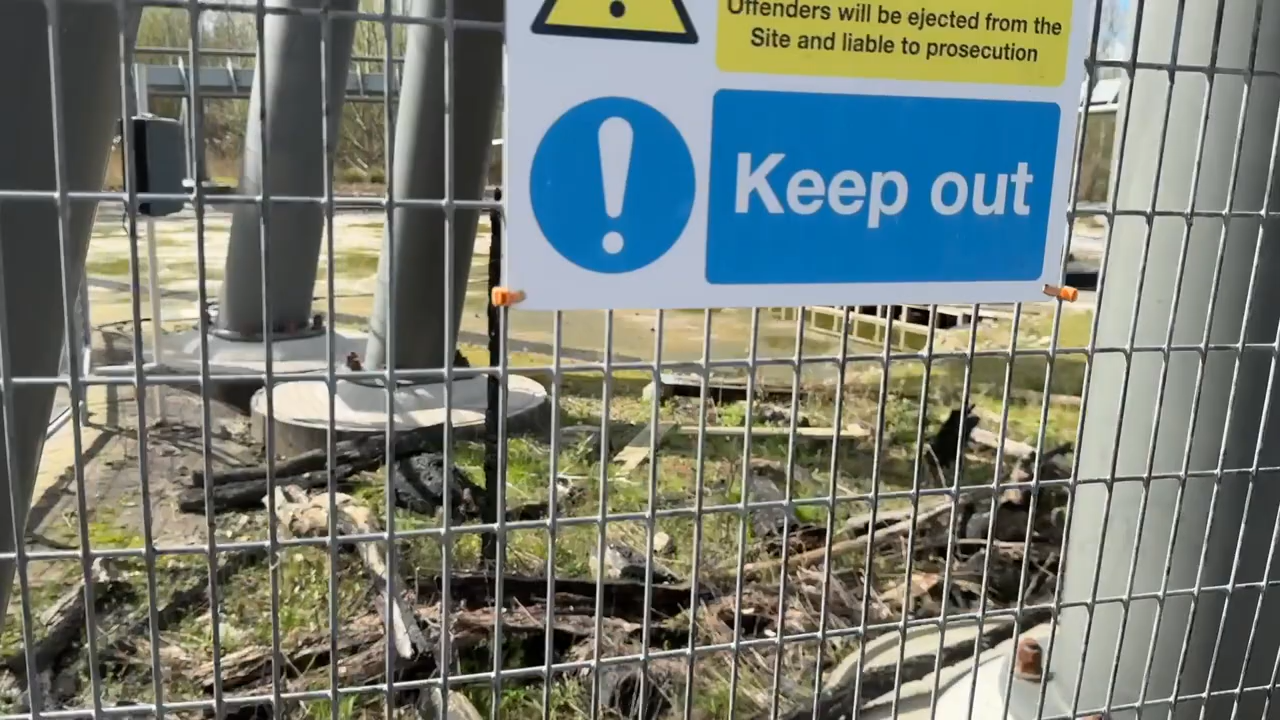 Offenders will be ejected from the
Site and liable to prosecution
Keep out